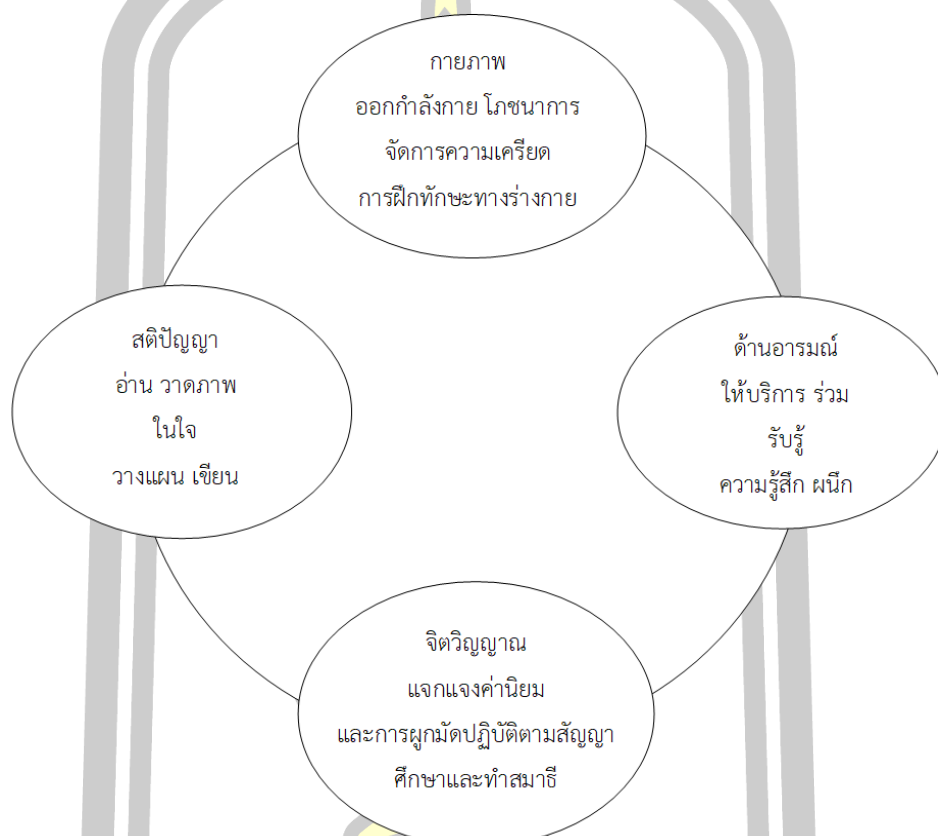 กายภาพ
ออกกำลังกาย โภชนาการ
จัดการความเครียด
การฝึกทักษะทางร่างกาย
สติปัญญา
อ่าน วาดภาพ
ในใจ
วางแผน เขียน
ด้านอารมณ์
ให้บริการ ร่วม
รับรู้
ความรู้สึก ผนึก
จิตวิญญาณ
แจกแจงค่านิยม
และการผูกมัดปฏิบัติตามสัญญา
ศึกษาและทำสมาธิ